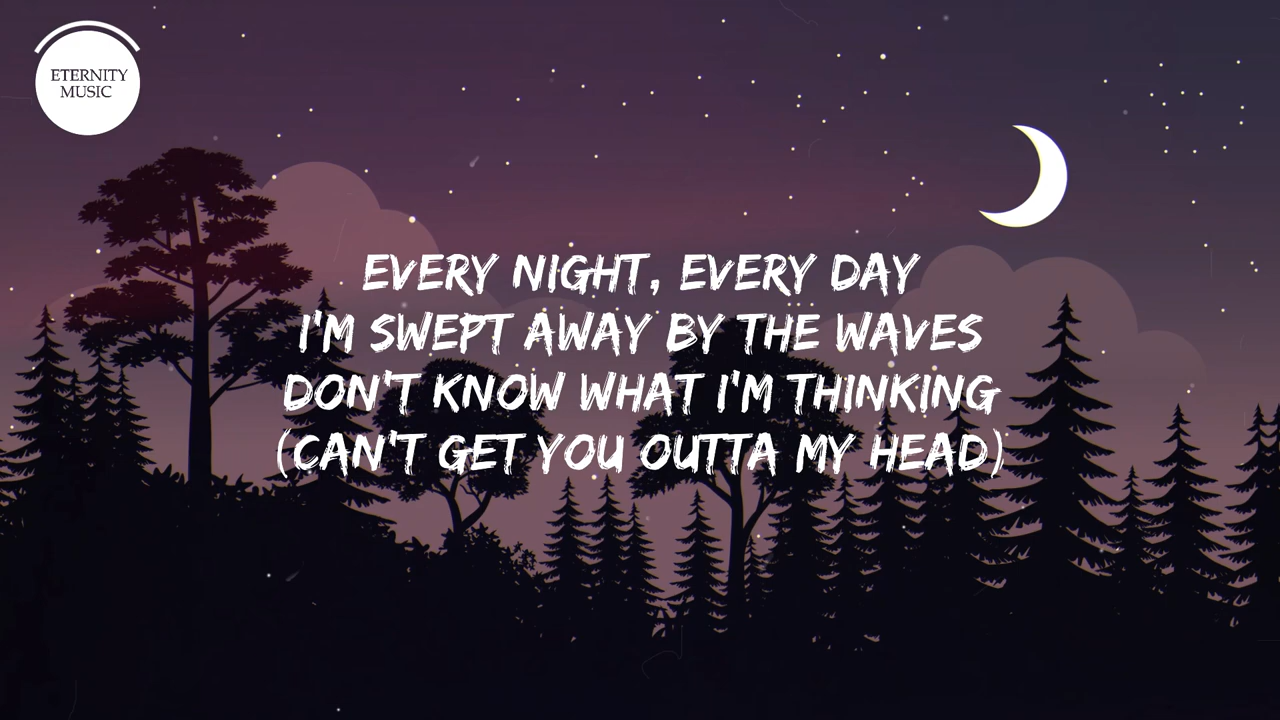 ETERNITY
MUSIC
EVERY NIGHT, EVERY DAY
I'M SWEPT AWAY BY THE WAVES
DON'T KNOW WHAT I'M THINKING
(CAN'T GET YOU OUTTA MY HEAD)